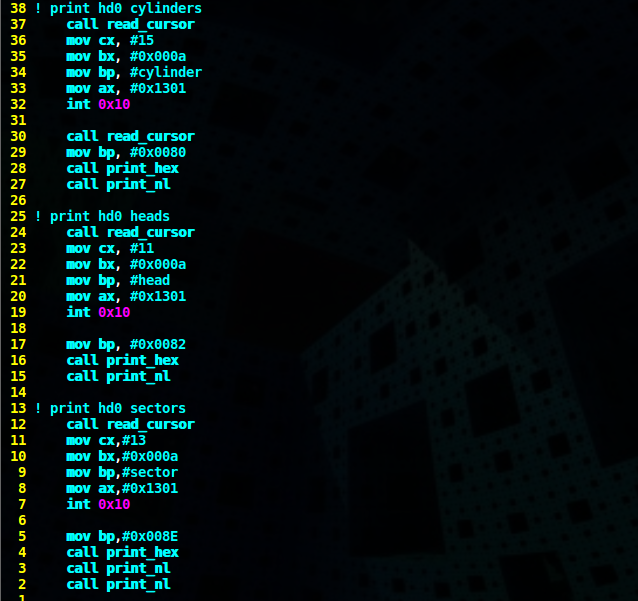 38 ! print hd0 cylinders
37     call read_cursor
36     mov cx, #15
35     mov bx, #0x000a
34     mov bp, #cylinder
33     mov ax, #0x1301
32     int 0x10
31
30     call read_cursor
29     mov bp, #0x0080
28     call print_hex
27     call print_nl
26
25 ! print hd0 heads
24     call read_cursor
23     mov cx, #11
22     mov bx, #0x000a
21     mov bp, #head
20     mov ax, #0x1301
19     int 0x10
18
17     mov bp, #0x0082
16     call print_hex
15     call print_nl
14
13 ! print hd0 sectors
12     call read_cursor
11     mov cx,#13
10     mov bx,#0x000a
9     mov bp,#sector
8     mov ax,#0x1301
7     int 0x10
6
5     mov bp,#0x008E
4     call print_hex
3     call print_nl
2     call print_nl
1